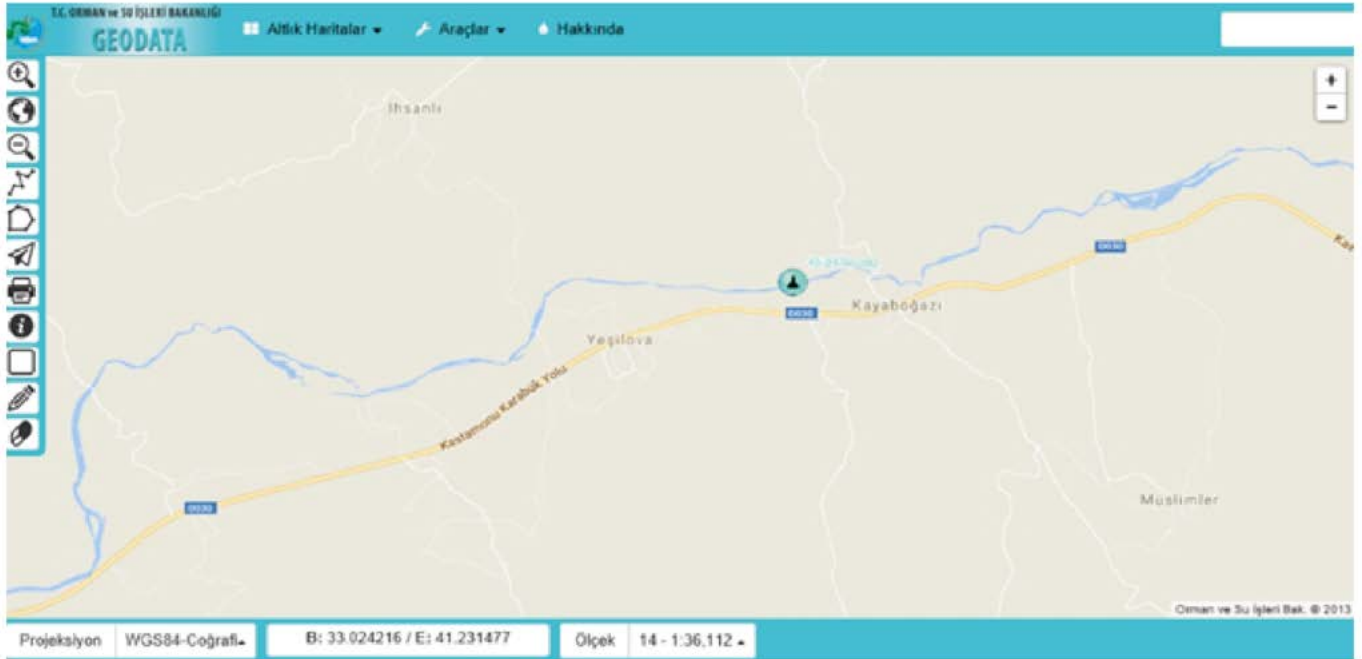 T.C. ORMAN ve SU İŞLERİ BAKANLIĞI
GEODATA
Altlık Haritalar
Araçlar
Hakkında
+
İhsanlı
-
D030
Kas
Kayaboğazı
D030
Yeşilova
Kastamonu Karabük Yolu
Müslimler
D030
Orman ve Su İşleri Bak. © 2013
Projeksiyon WGS84-Coğrafi B: 33.024216 / E: 41.231477 Ölçek 14 - 1:36,112